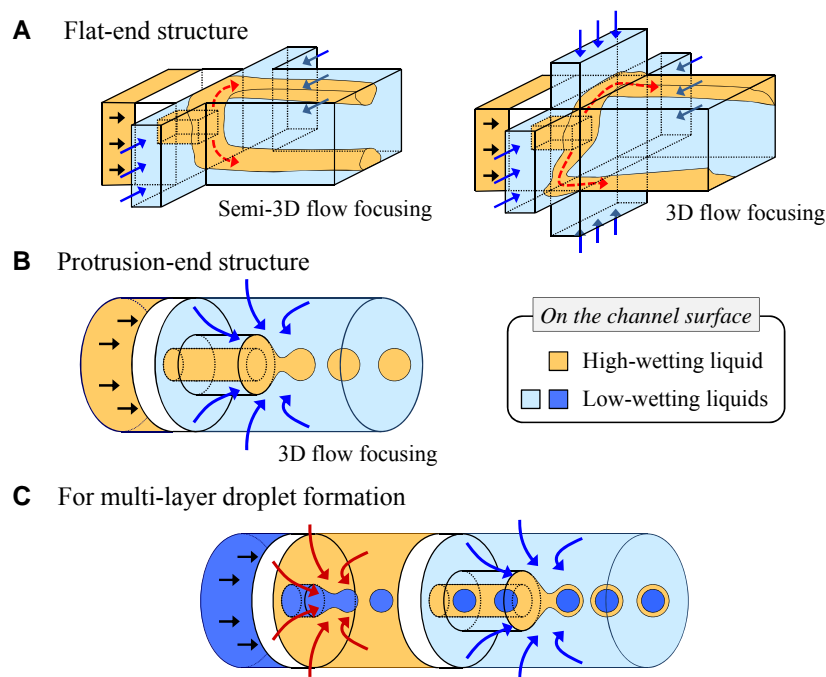 A Flat-end structure
Semi-3D flow focusing
3D flow focusing
B Protrusion-end structure
3D flow focusing
On the channel surface
High-wetting liquid
Low-wetting liquids
C For multi-layer droplet formation